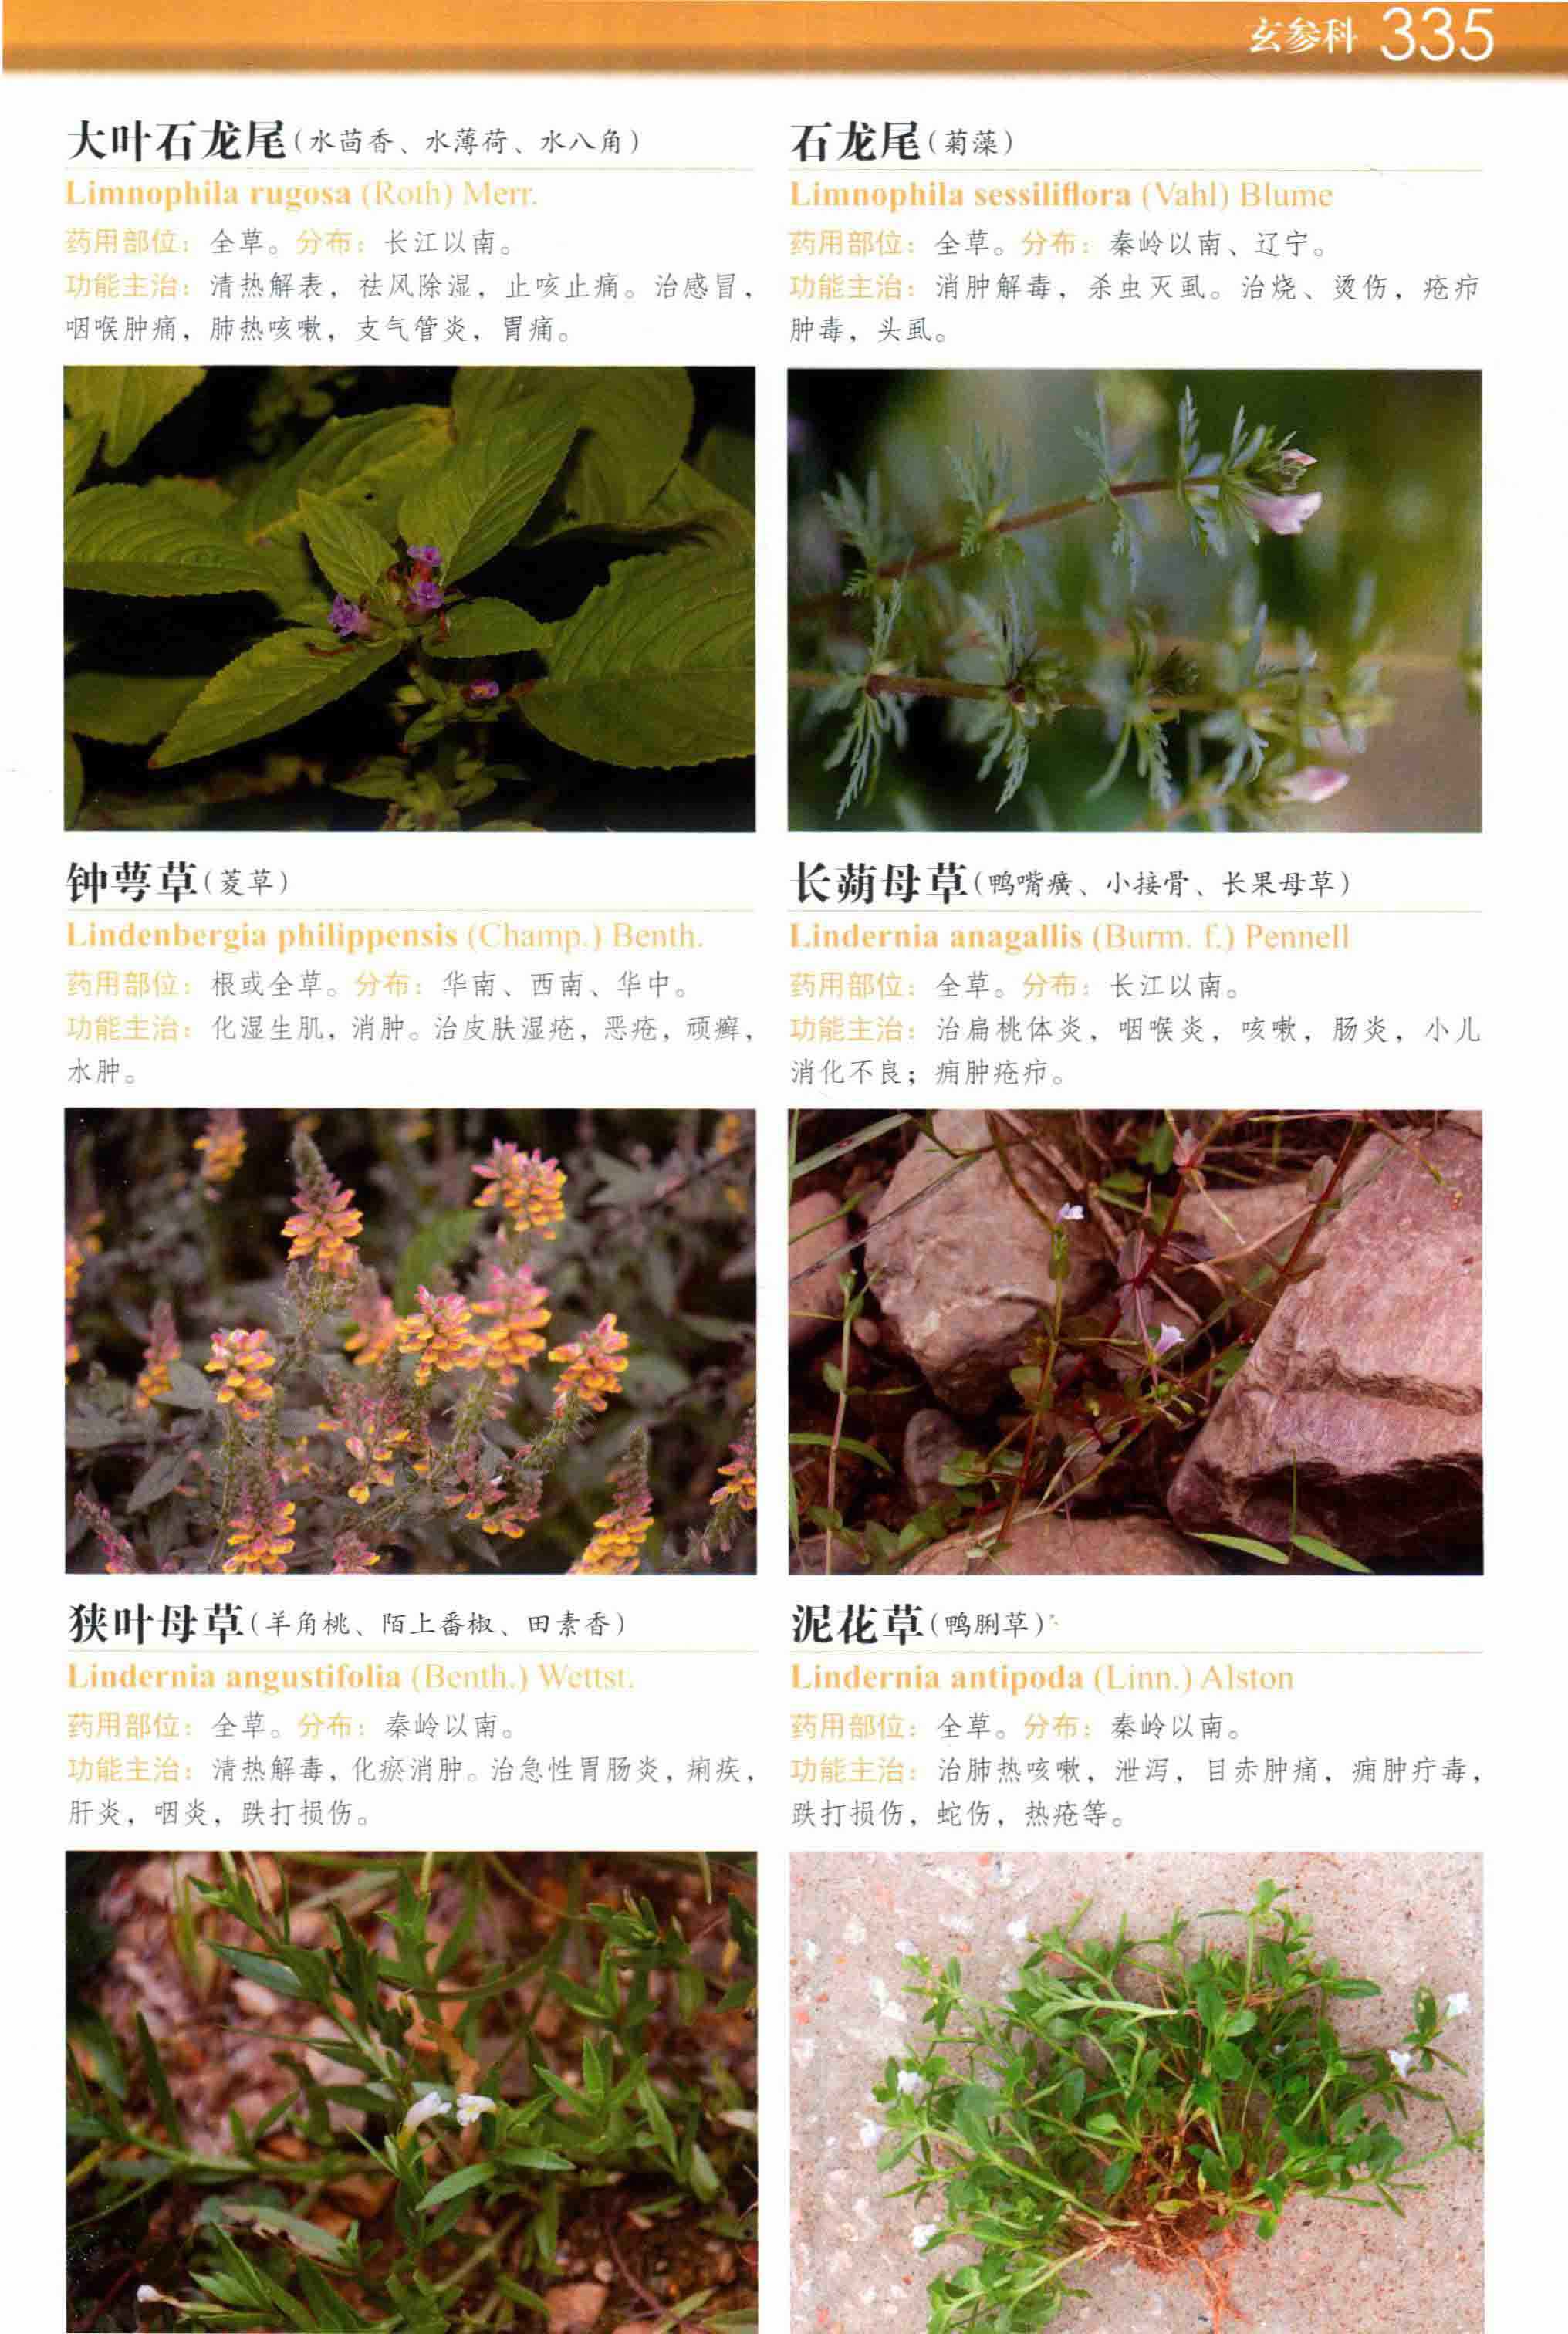 玄参科 335
大叶石龙尾(水茴香、水薄荷、水八角)
Limnophila rugosa (Roth) Merr.
药用部位：全草。分布：长江以南。
功能主治：清热解表，祛风除湿，止咳止痛。治感冒，
咽喉肿痛，肺热咳嗽，支气管炎，胃痛。
石龙尾(菊藻)
Limnophila sessiliflora (Vahl) Blume
药用部位：全草。分布：秦岭以南、辽宁。
功能主治：消肿解毒，杀虫灭虱。治烧、烫伤，疮疖
肿毒，头虱。
钟萼草(菱草)
Lindenbergia philippensis (Champ.) Benth.
药用部位：根或全草。分布：华南、西南、华中。
功能主治：化湿生肌，消肿。治皮肤湿疮，恶疮，顽癣，
水肿。
长蒴母草(鸭嘴癀、小接骨、长果母草)
Lindernia anagallis (Burm. f.) Pennell
药用部位：全草。分布：长江以南。
功能主治：治扁桃体炎，咽喉炎，咳嗽，肠炎，小儿
消化不良；痈肿疮疖。
狭叶母草(羊角桃、陌上番椒、田素香)
Lindernia angustifolia (Benth.) Wettst.
药用部位：全草。分布：秦岭以南。
功能主治：清热解毒，化瘀消肿。治急性胃肠炎，痢疾，
肝炎，咽炎，跌打损伤。
泥花草(鸭脷草)
Lindernia antipoda (Linn.) Alston
药用部位：全草。分布：秦岭以南。
功能主治：治肺热咳嗽，泄泻，目赤肿痛，痈肿疔毒，
跌打损伤，蛇伤，热疮等。